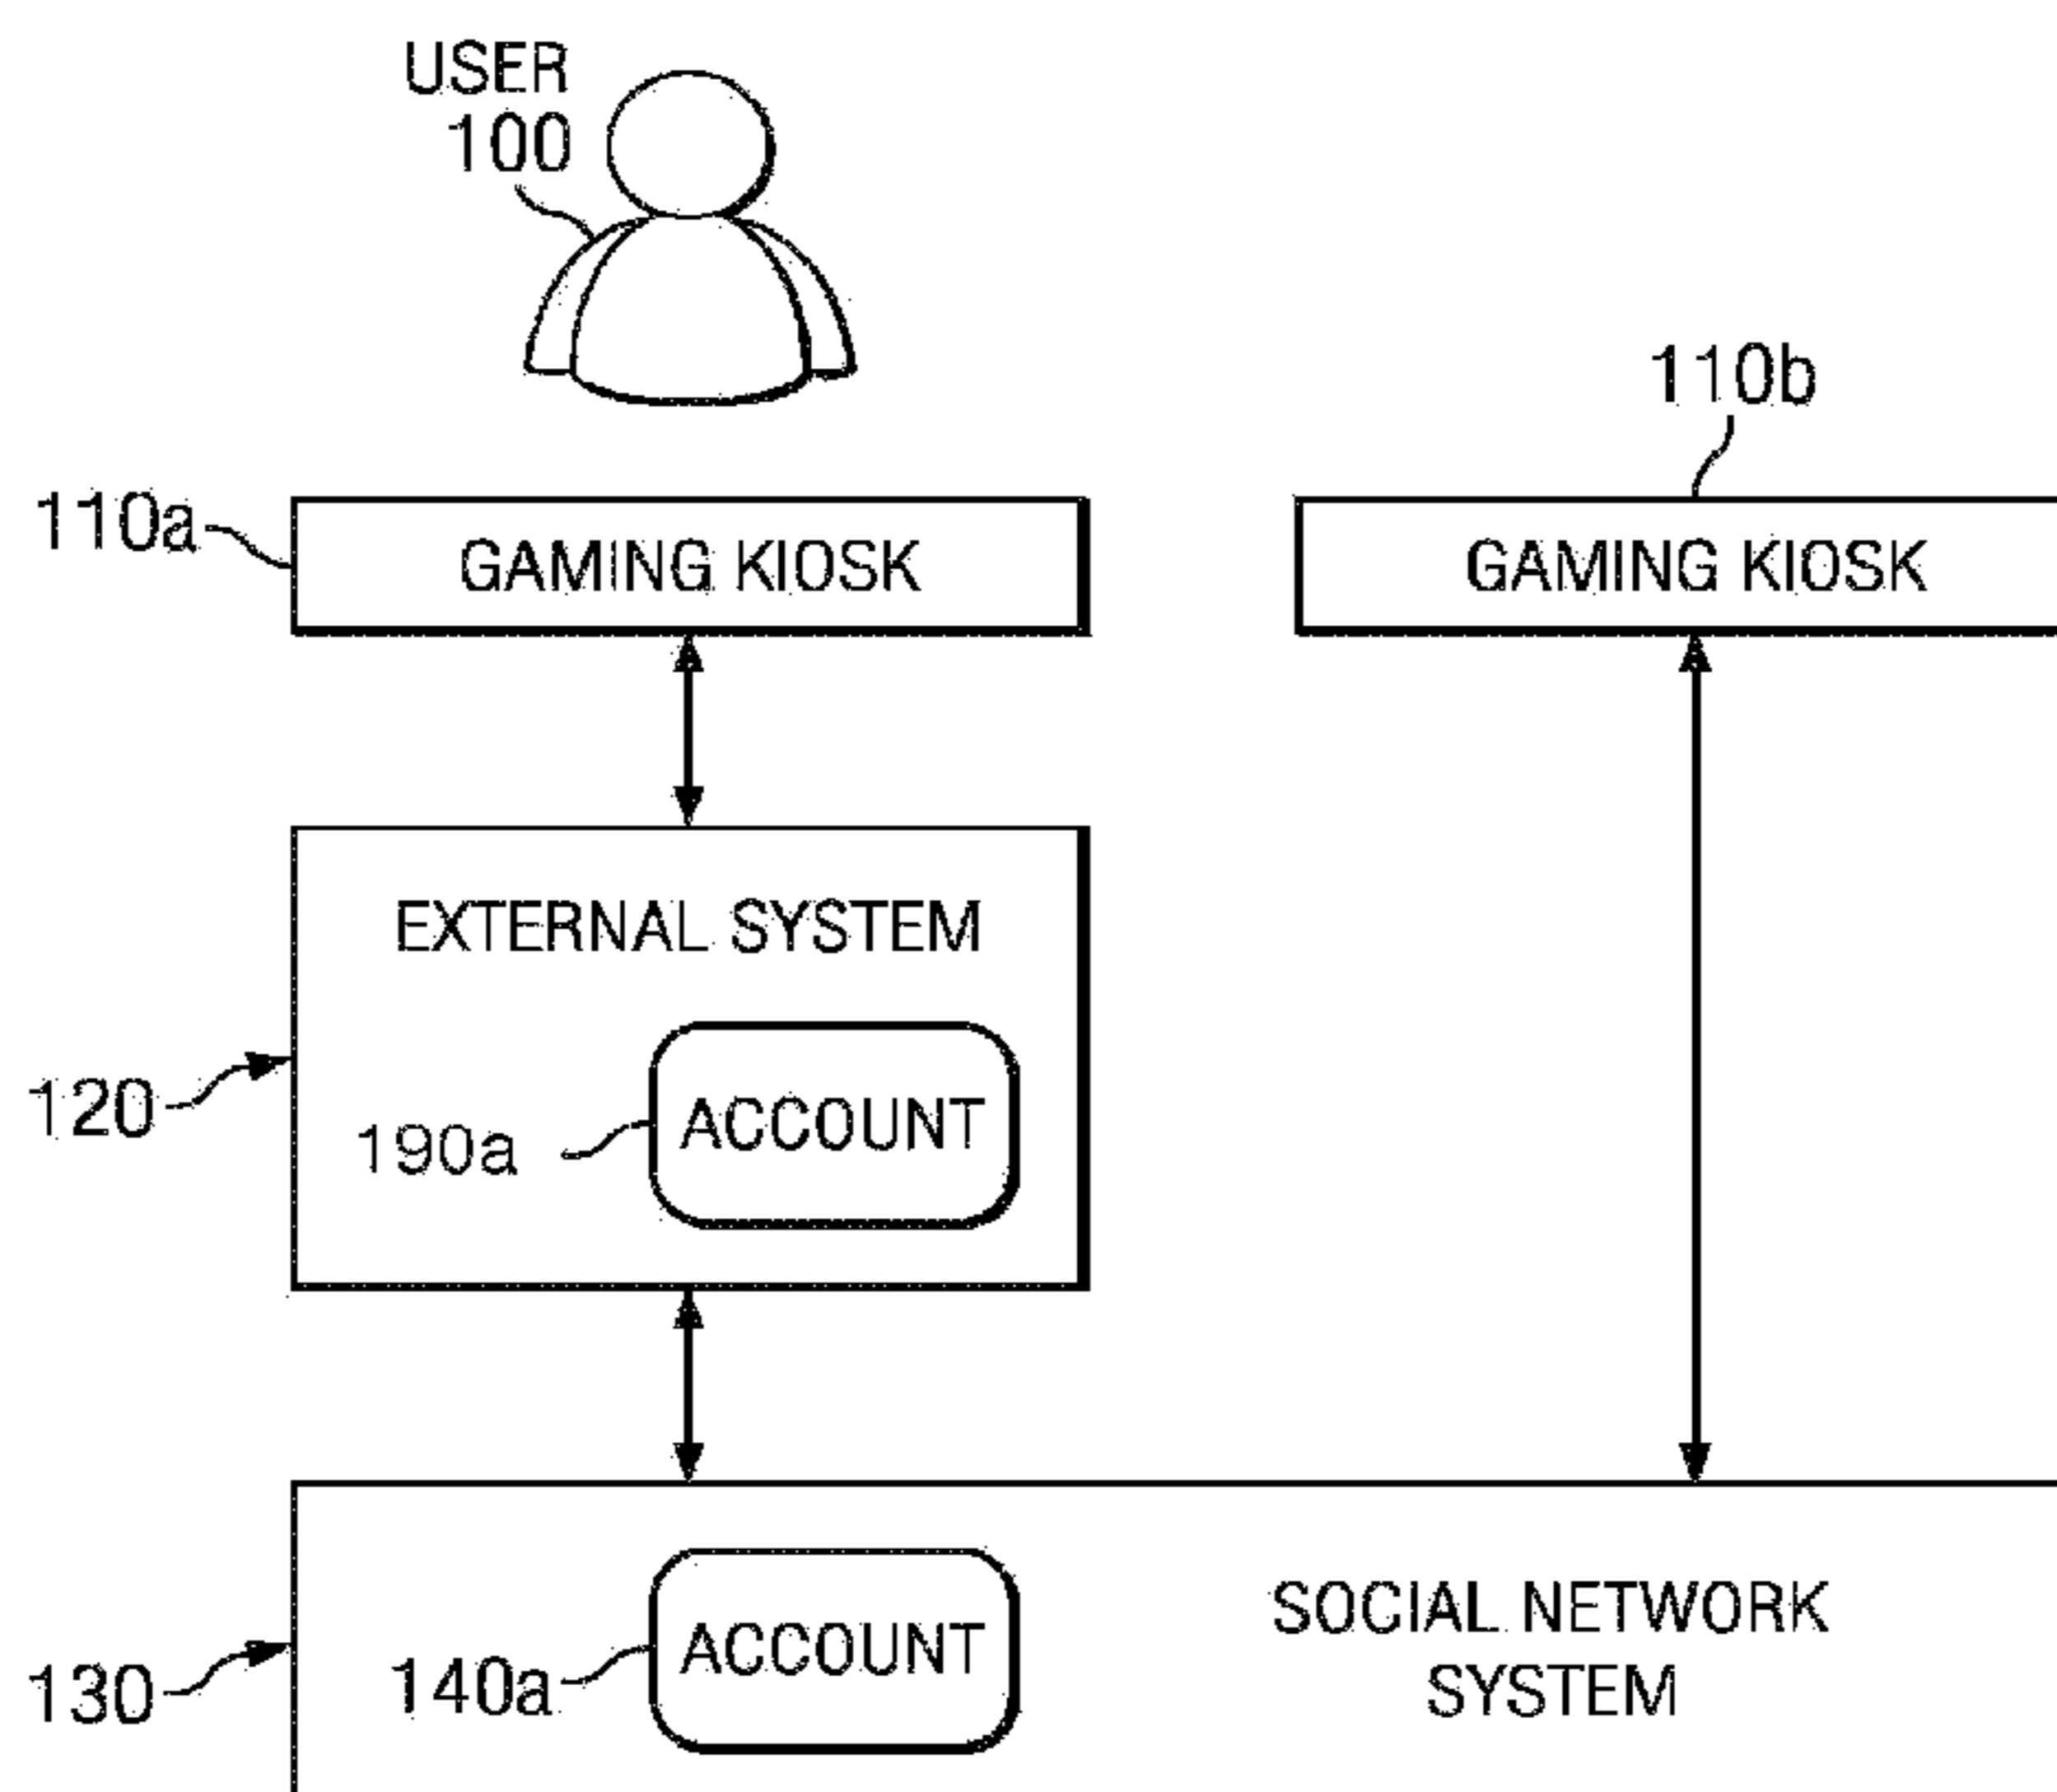 USER
100
110b
110a
GAMING KIOSK
GAMING KIOSK
EXTERNAL SYSTEM
120
190a
ACCOUNT
130
140a
ACCOUNT
SOCIAL NETWORK
SYSTEM